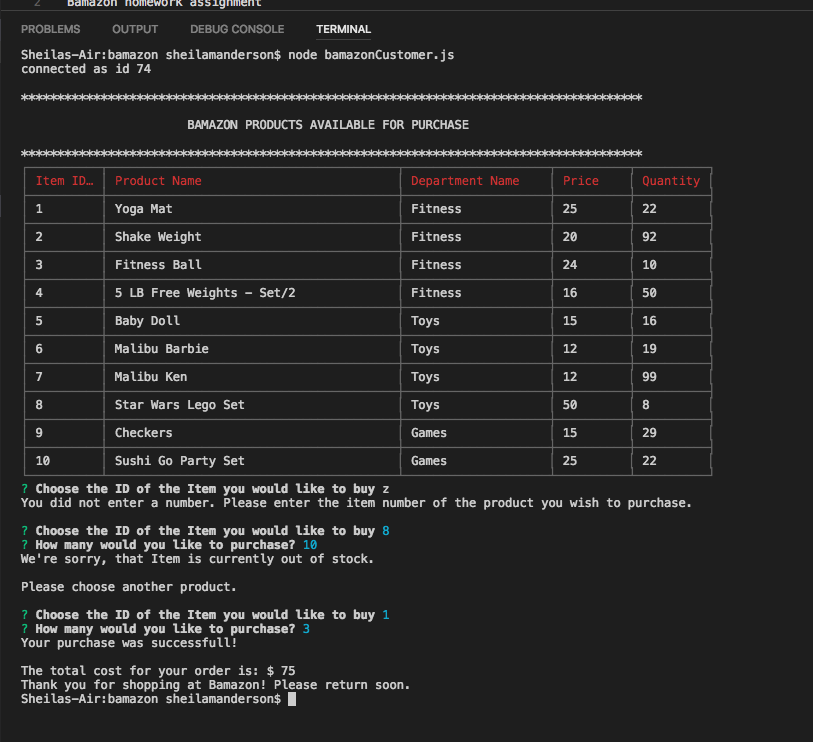 2 Bamazon homework assignment
PROBLEMS OUTPUT DEBUG CONSOLE TERMINAL
Sheilas-Air:bamazon sheilamanderson$ node bamazonCustomer.js
connected as id 74
**************************************************************************************
BAMAZON PRODUCTS AVAILABLE FOR PURCHASE
**************************************************************************************
Item ID… Product Name Department Name Price Quantity
1 Yoga Mat Fitness 25 22
2 Shake Weight Fitness 20 92
3 Fitness Ball Fitness 24 10
4 5 LB Free Weights - Set/2 Fitness 16 50
5 Baby Doll Toys 15 16
6 Malibu Barbie Toys 12 19
7 Malibu Ken Toys 12 99
8 Star Wars Lego Set Toys 50 8
9 Checkers Games 15 29
10 Sushi Go Party Set Games 25 22
? Choose the ID of the Item you would like to buy z
You did not enter a number. Please enter the item number of the product you wish to purchase.
? Choose the ID of the Item you would like to buy 8
? How many would you like to purchase? 10
We're sorry, that Item is currently out of stock.
Please choose another product.
? Choose the ID of the Item you would like to buy 1
? How many would you like to purchase? 3
Your purchase was successfull!
The total cost for your order is: $ 75
Thank you for shopping at Bamazon! Please return soon.
Sheilas-Air:bamazon sheilamanderson$